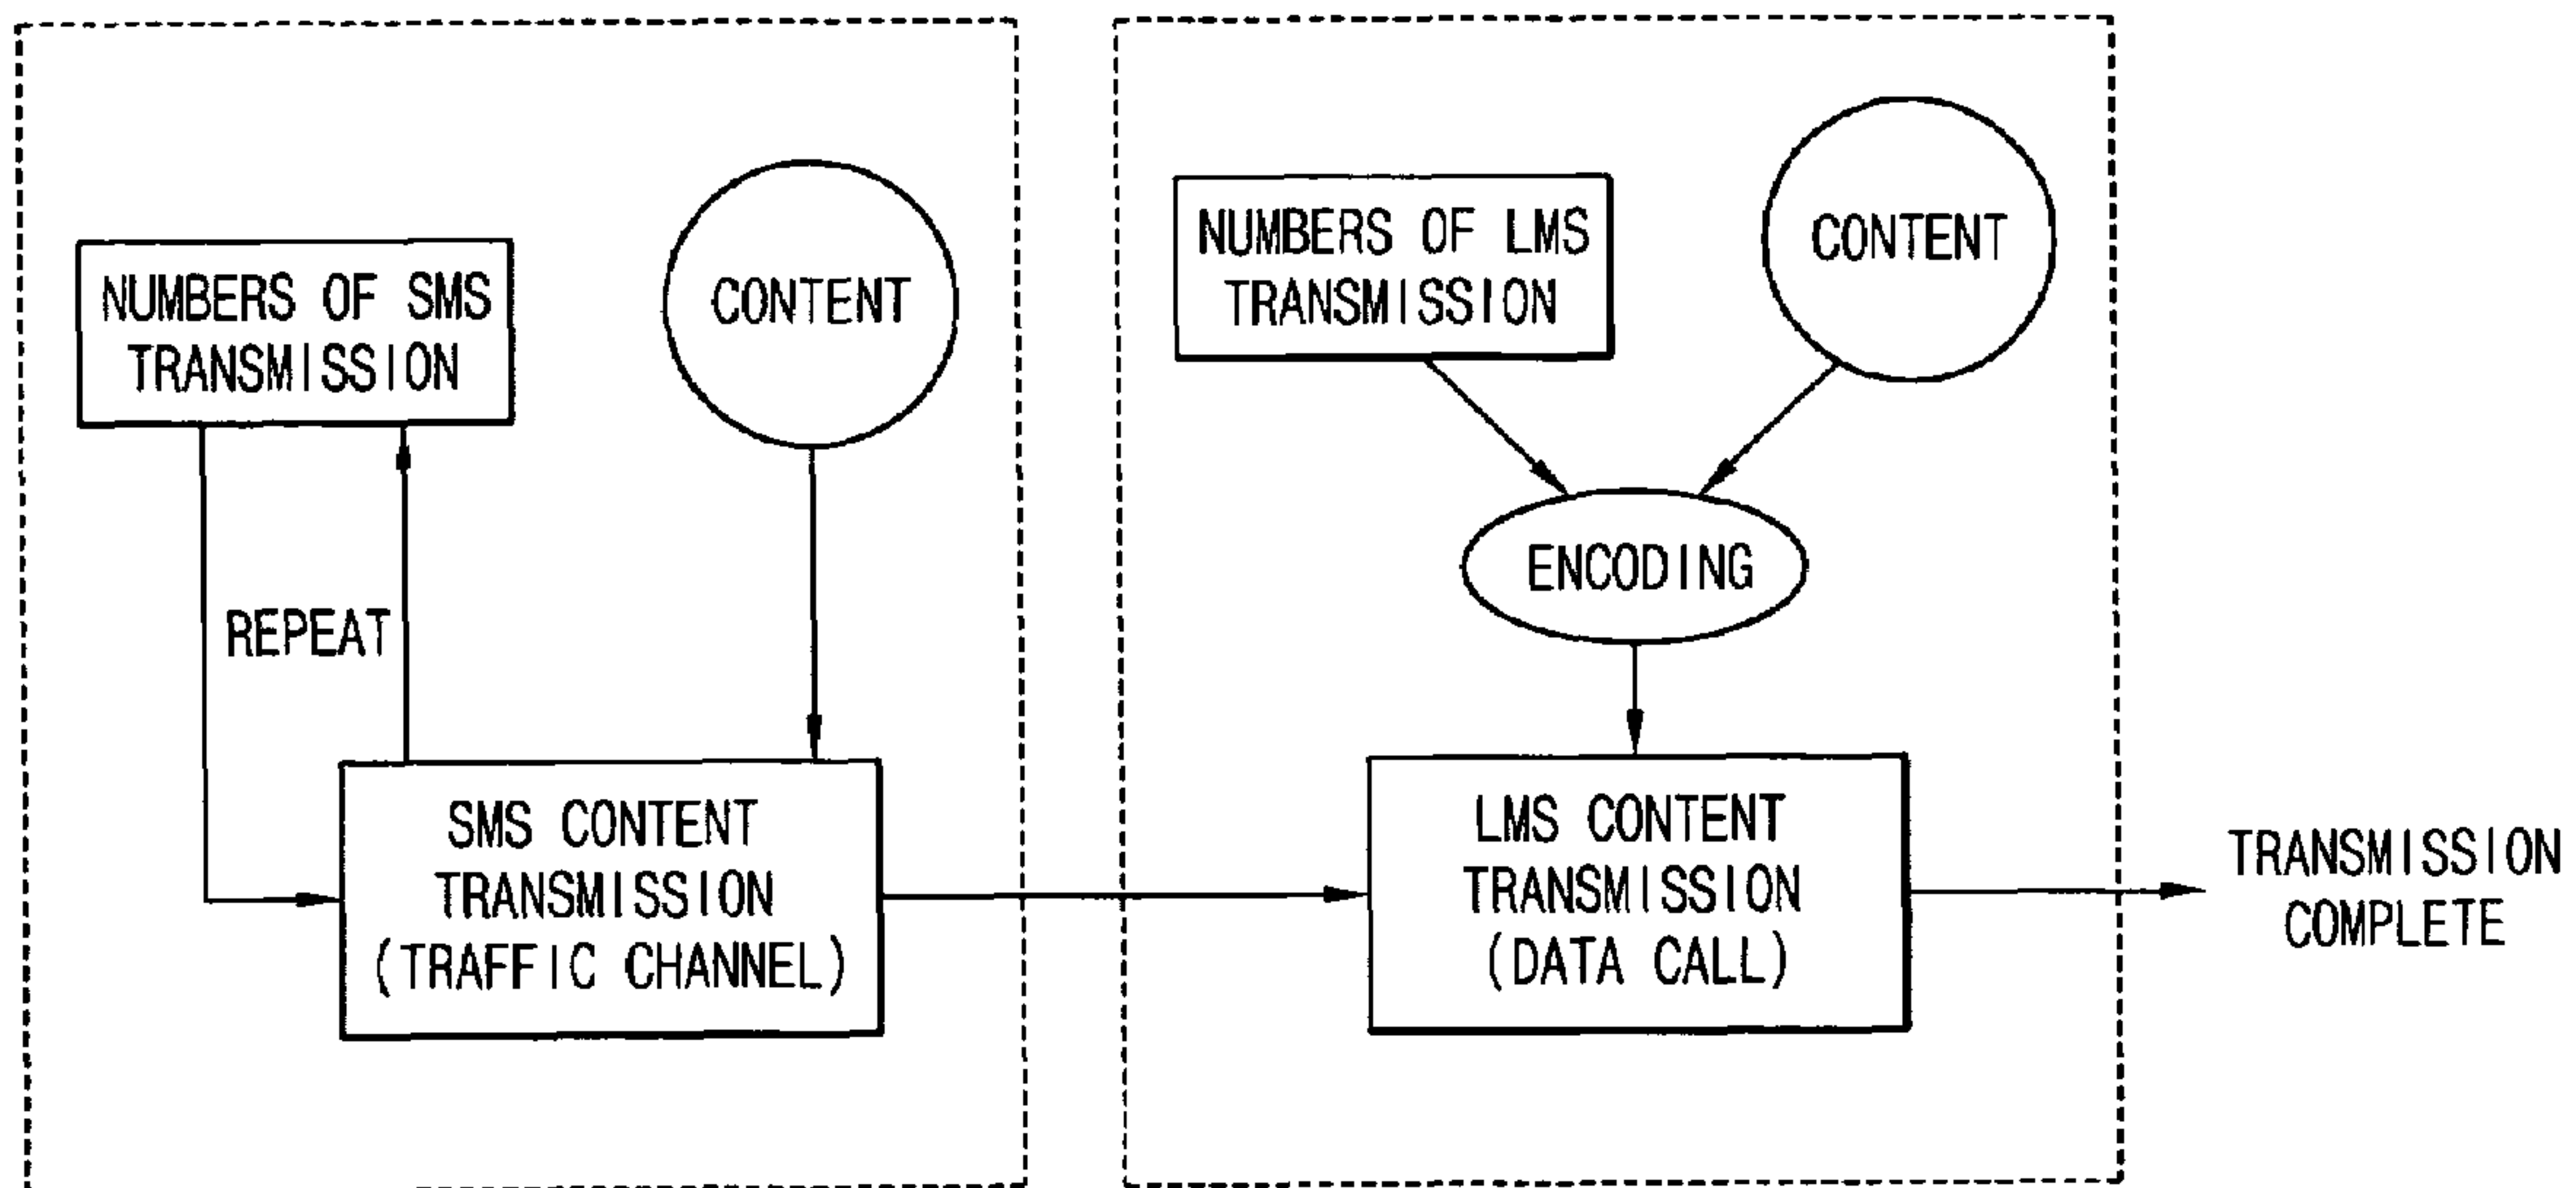 NUMBERS OF SMS
TRANSMISSION
CONTENT
REPEAT
SMS CONTENT
TRANSMISSION
(TRAFFIC CHANNEL)
NUMBERS OF LMS
TRANSMISSION
CONTENT
ENCODING
LMS CONTENT
TRANSMISSION
(DATA CALL)
TRANSMISSION
COMPLETE